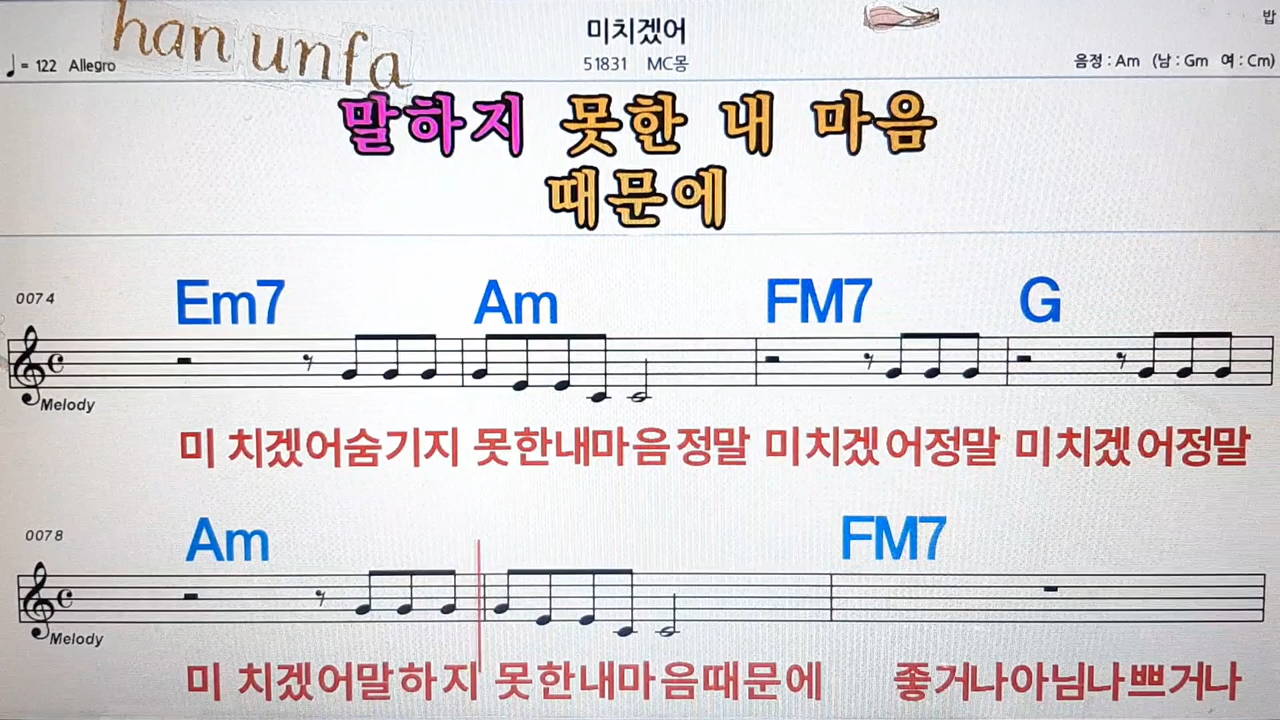 han unfa
미치겠어
밥
♩= 122 Allegro
51831 MC몽
음정 : Am (남 : Gm 여 : Cm)
말하지 못한 내 마음
때문에
0074
Em7 Am FM7 G
Melody
미 치겠어숨기지 못한내마음정말 미치겠어정말 미치겠어정말
0078
Am FM7
Melody
미 치겠어말하지 못한내마음때문에 좋거나아님나쁘거나